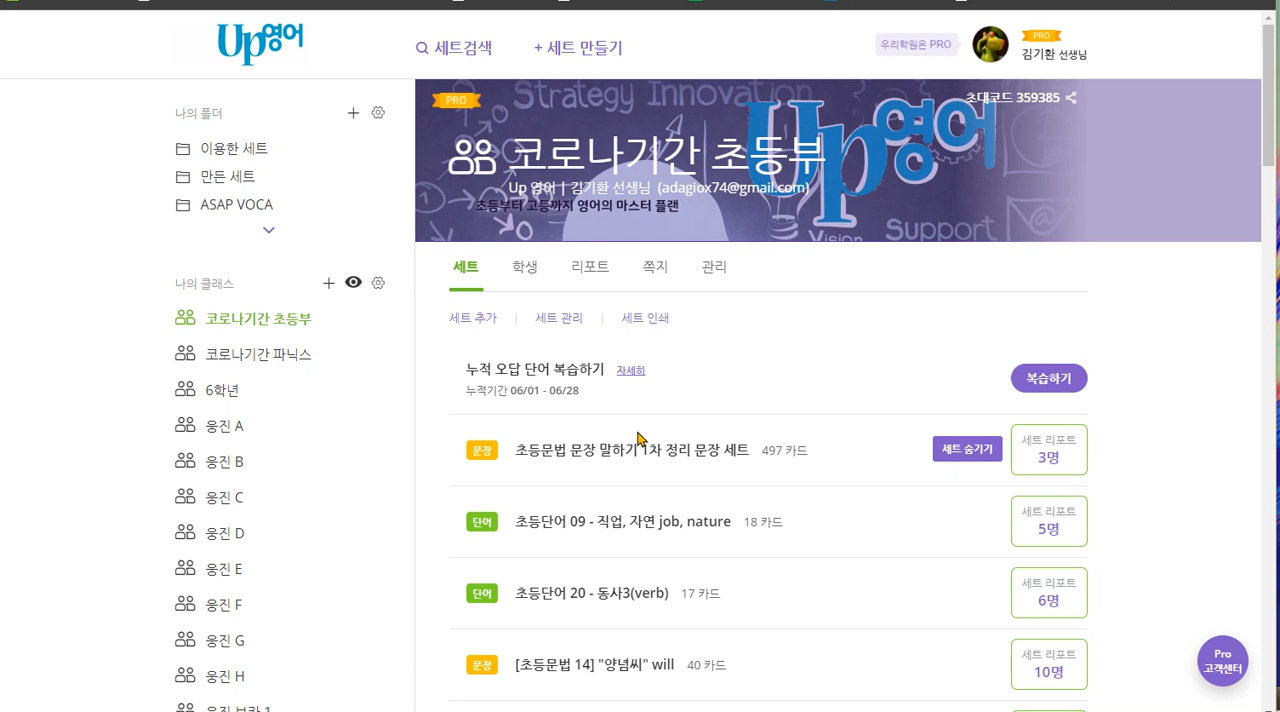 Up영어
세트검색
+ 세트 만들기
우리학원은 PRO
PRO
김기환 선생님
나의 폴더
이용한 세트
만든 세트
ASAP VOCA
나의 클래스
코로나기간 초등부
코로나기간 파닉스
6학년
웅진 A
웅진 B
웅진 C
웅진 D
웅진 E
웅진 F
웅진 G
웅진 H
웅진 보카 1
PRO
Strategy Innovation
초대코드 359385
코로나기간 초등부
Up영어
Up 영어 | 김기환 선생님 (adagiox74@gmail.com)
초등부터 고등까지 영어의 마스터 플랜
Vision
Support
세트
학생
리포트
쪽지
관리
세트 추가 | 세트 관리 | 세트 인쇄
누적 오답 단어 복습하기 자세히
누적기간 06/01 - 06/28
복습하기
문장 초등문법 문장 말하기 1차 정리 문장 세트 497 카드
세트 숨기기
세트 리포트
3명
단어 초등단어 09 - 직업, 자연 job, nature 18 카드
세트 리포트
5명
단어 초등단어 20 - 동사3(verb) 17 카드
세트 리포트
6명
문장 [초등문법 14] "양념씨" will 40 카드
세트 리포트
10명
Pro
고객센터